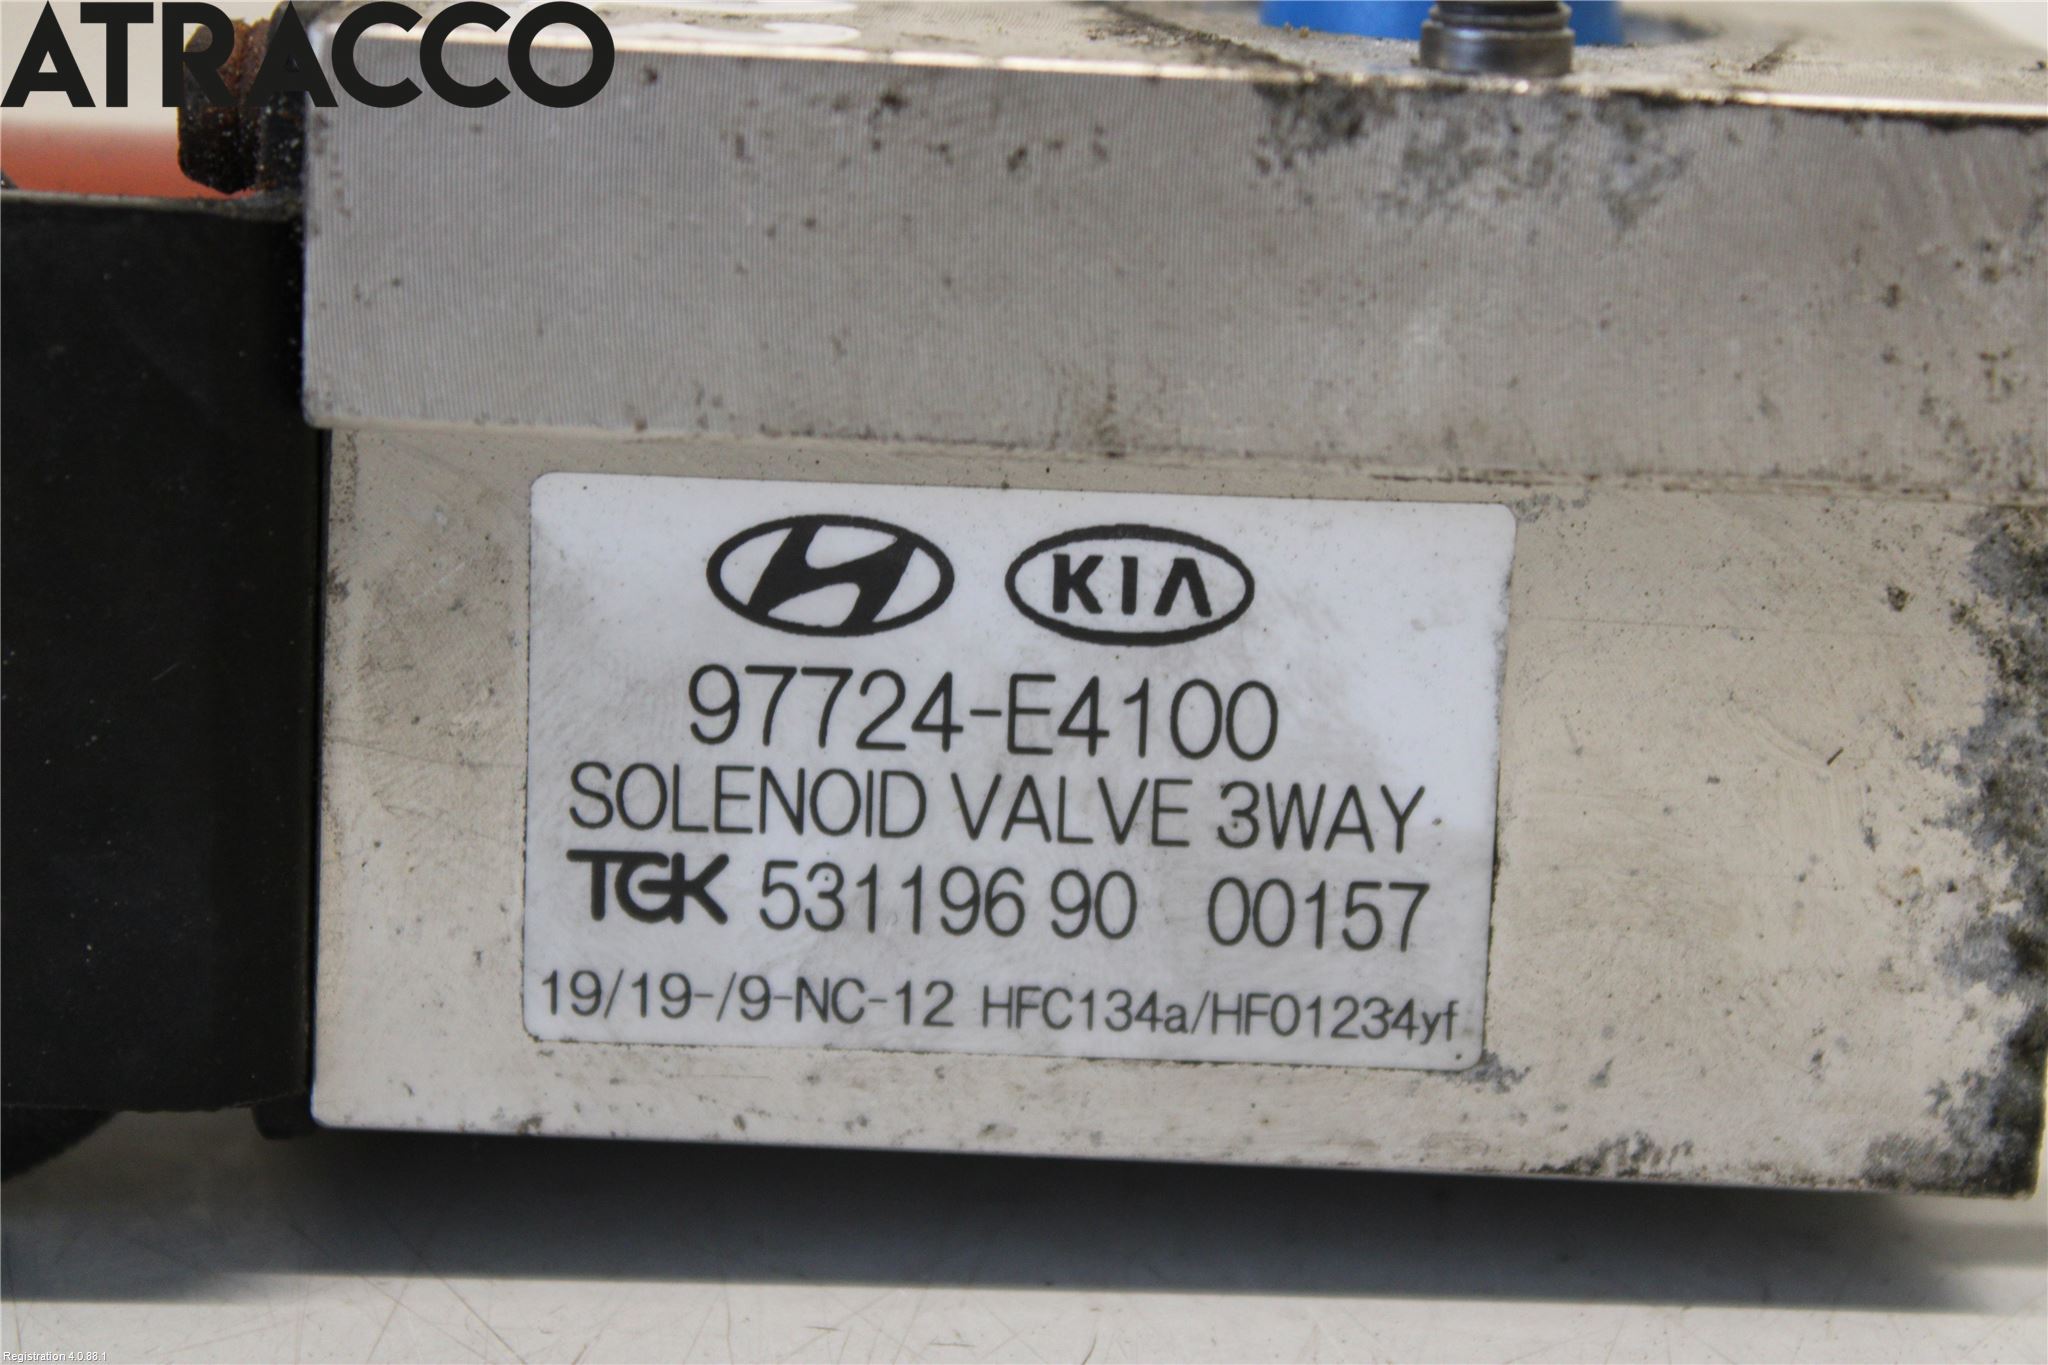 ATRACCO
KIA
97724-E4100
SOLENOID VALVE 3WAY
TGK 531196 90 00157
19/19-/9-NC-12 HFC134a/HFO1234yf
Registration 4.0.88.1